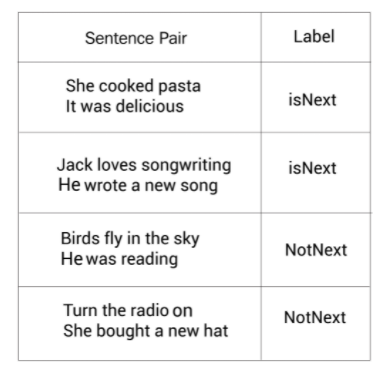 Sentence Pair
Label
She cooked pasta
It was delicious
isNext
Jack loves songwriting
He wrote a new song
isNext
Birds fly in the sky
He was reading
NotNext
Turn the radio on
She bought a new hat
NotNext